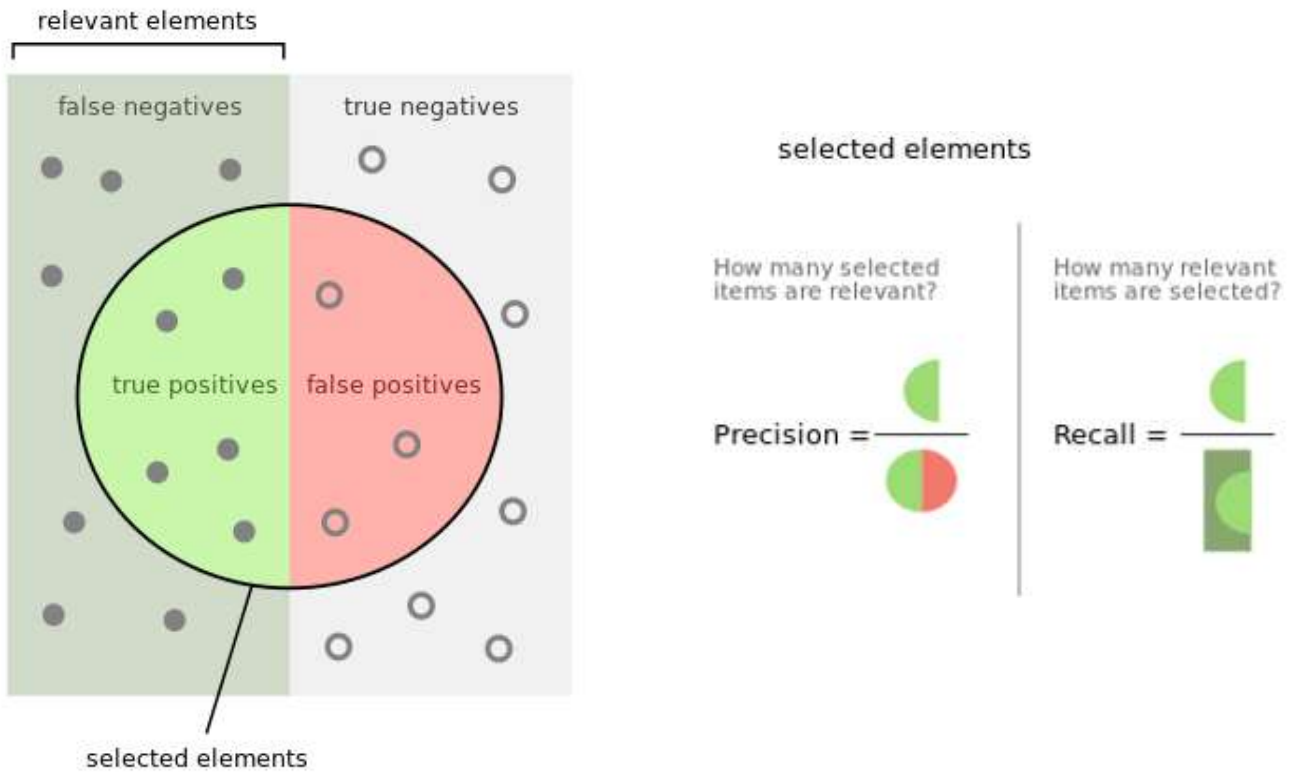 relevant elements
false negatives
true negatives
true positives
false positives
selected elements
selected elements
How many selected
items are relevant?
Precision =
How many relevant
items are selected?
Recall =